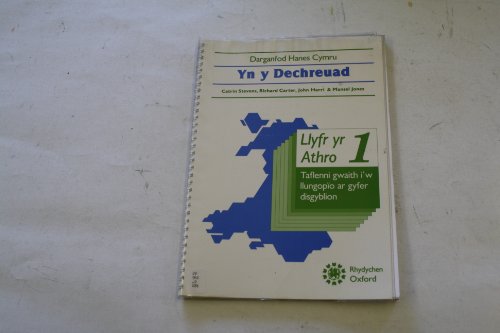 Darganfod Hanes Cymru
Yn y Dechreuad
Catrin Stevens, Richard Carter, John Harri & Mansel Jones
Llyfr yr
Athro 1
Taflenni gwaith i'w
llungopïo ar gyfer
disgyblion
Rhydychen
Oxford